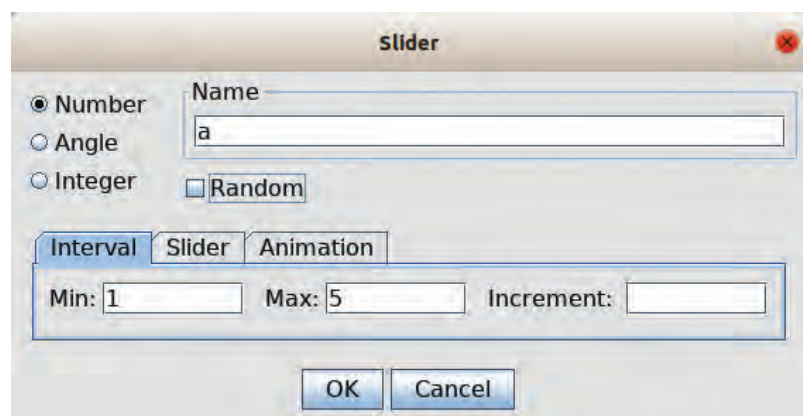 Slider
Number
Name
a
Angle
Integer
Random
Interval Slider Animation
Min: 1 Max: 5 Increment:
OK Cancel